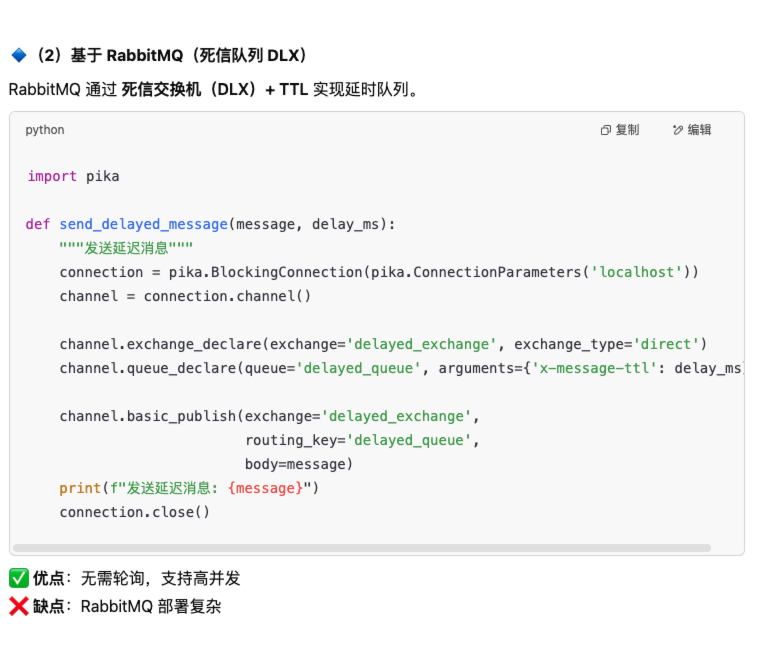 🔷（2）基于 RabbitMQ（死信队列 DLX）
RabbitMQ 通过 死信交换机（DLX）+ TTL 实现延时队列。
python 复制 编辑
import pika
def send_delayed_message(message, delay_ms):
    """发送延迟消息"""
    connection = pika.BlockingConnection(pika.ConnectionParameters('localhost'))
    channel = connection.channel()
    channel.exchange_declare(exchange='delayed_exchange', exchange_type='direct')
    channel.queue_declare(queue='delayed_queue', arguments={'x-message-ttl': delay_ms}
    channel.basic_publish(exchange='delayed_exchange',
                          routing_key='delayed_queue',
                          body=message)
    print(f"发送延迟消息: {message}")
    connection.close()
✅ 优点：无需轮询，支持高并发
❌ 缺点：RabbitMQ 部署复杂